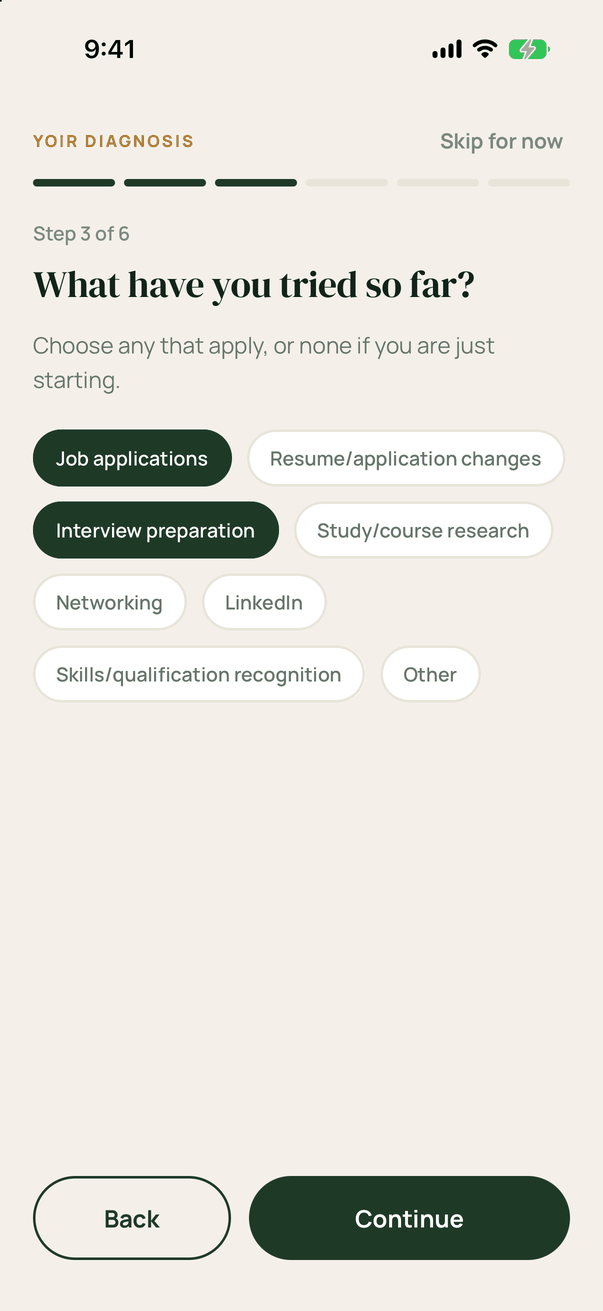 9:41
YOIR DIAGNOSIS
Skip for now
Step 3 of 6
What have you tried so far?
Choose any that apply, or none if you are just
starting.
Job applications
Resume/application changes
Interview preparation
Study/course research
Networking
LinkedIn
Skills/qualification recognition
Other
Back
Continue